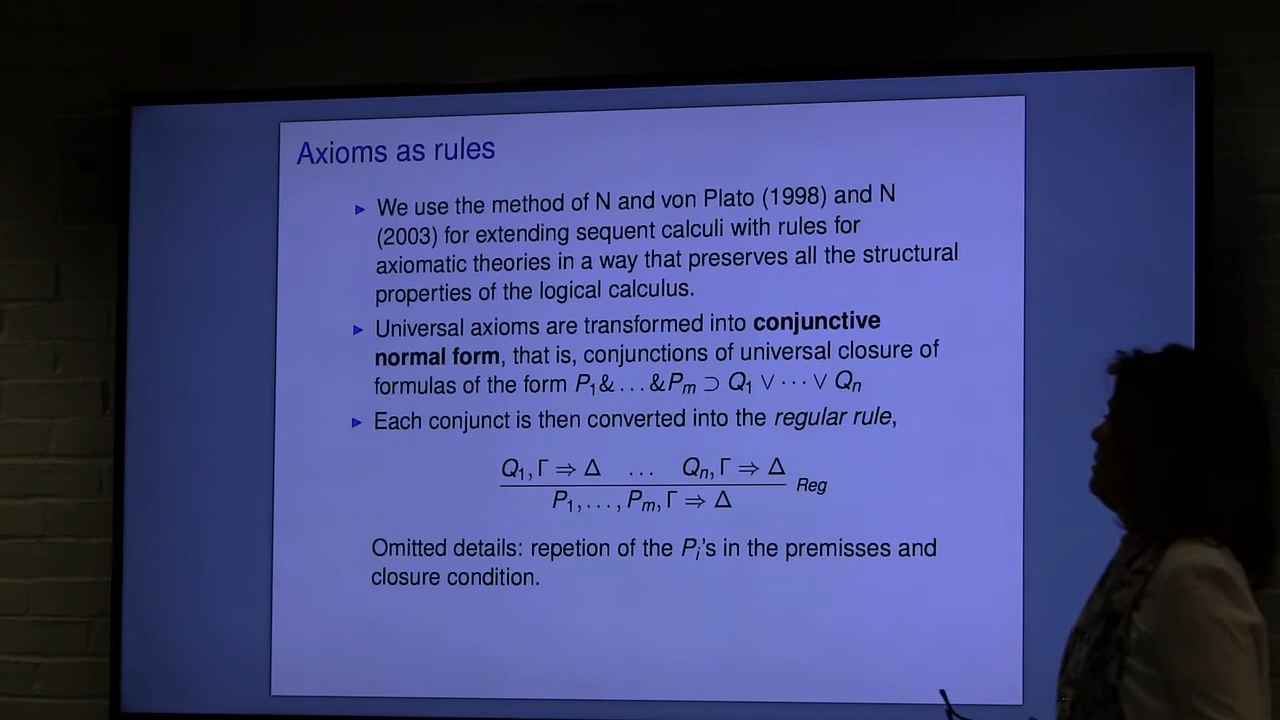 Axioms as rules
▶ We use the method of N and von Plato (1998) and N
(2003) for extending sequent calculi with rules for
axiomatic theories in a way that preserves all the structural
properties of the logical calculus.
▶ Universal axioms are transformed into conjunctive
normal form, that is, conjunctions of universal closure of
formulas of the form P₁& . . . &Pₘ ⊃ Q₁ ∨ ⋯ ∨ Qₙ
▶ Each conjunct is then converted into the regular rule,
Q₁, Γ ⇒ Δ . . . Qₙ, Γ ⇒ Δ
P₁, . . . , Pₘ, Γ ⇒ Δ Reg
Omitted details: repetion of the Pᵢ's in the premisses and
closure condition.